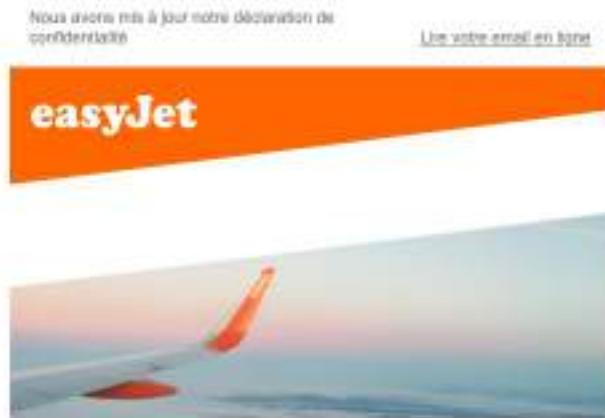 Nous avons mis à jour notre déclaration de
confidentialité
Lire votre email en ligne
easyJet